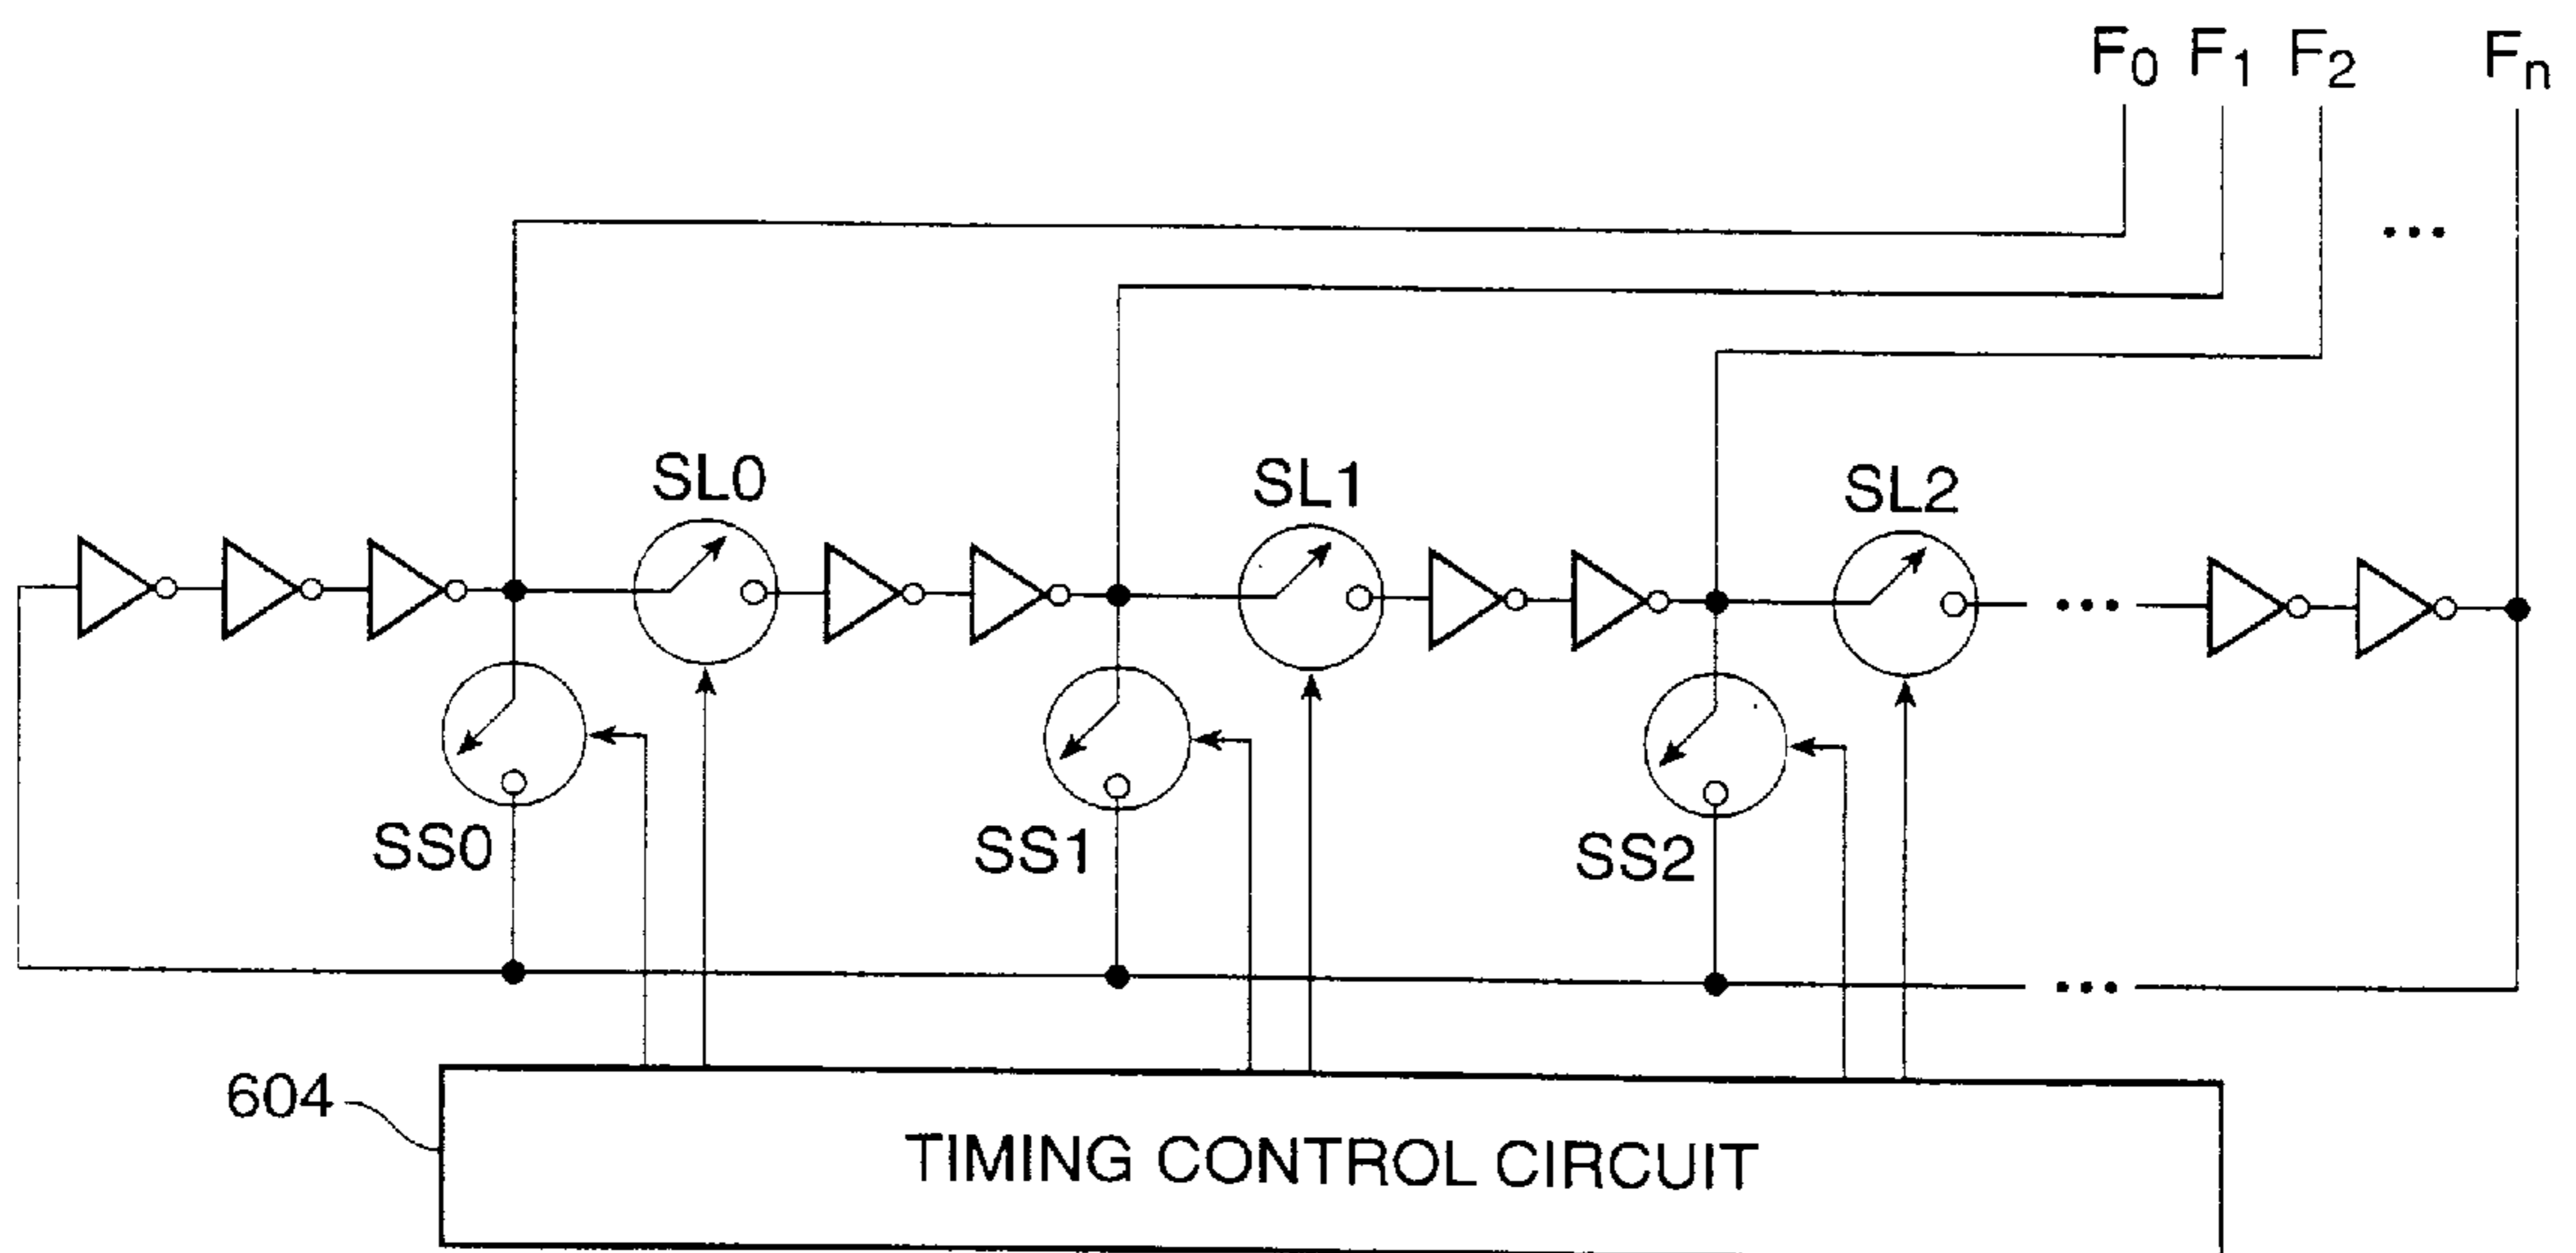 F0 F1 F2 ... Fn
...
SL0 SL1 SL2
...
SS0 SS1 SS2
...
604
TIMING CONTROL CIRCUIT